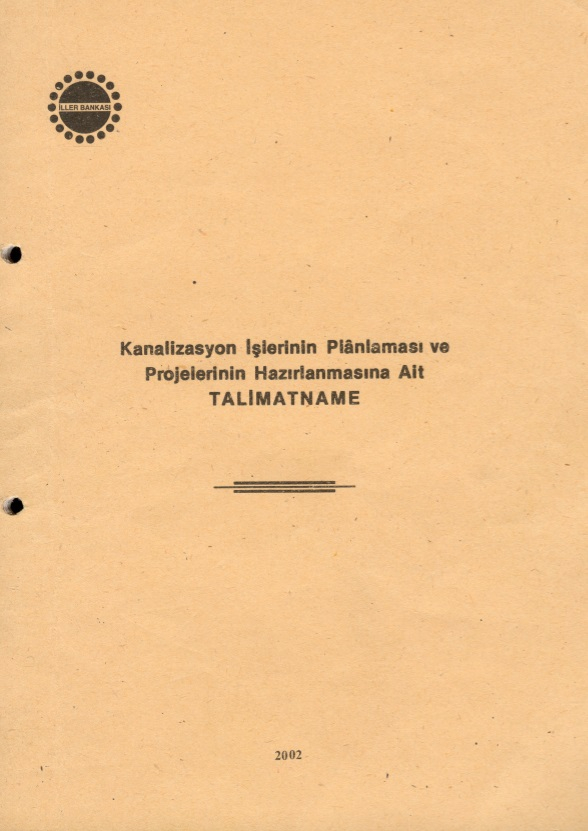 İLLER BANKASI
Kanalizasyon İşlerinin Plânlaması ve
Projelerinin Hazırlanmasına Ait
TALİMATNAME
2002